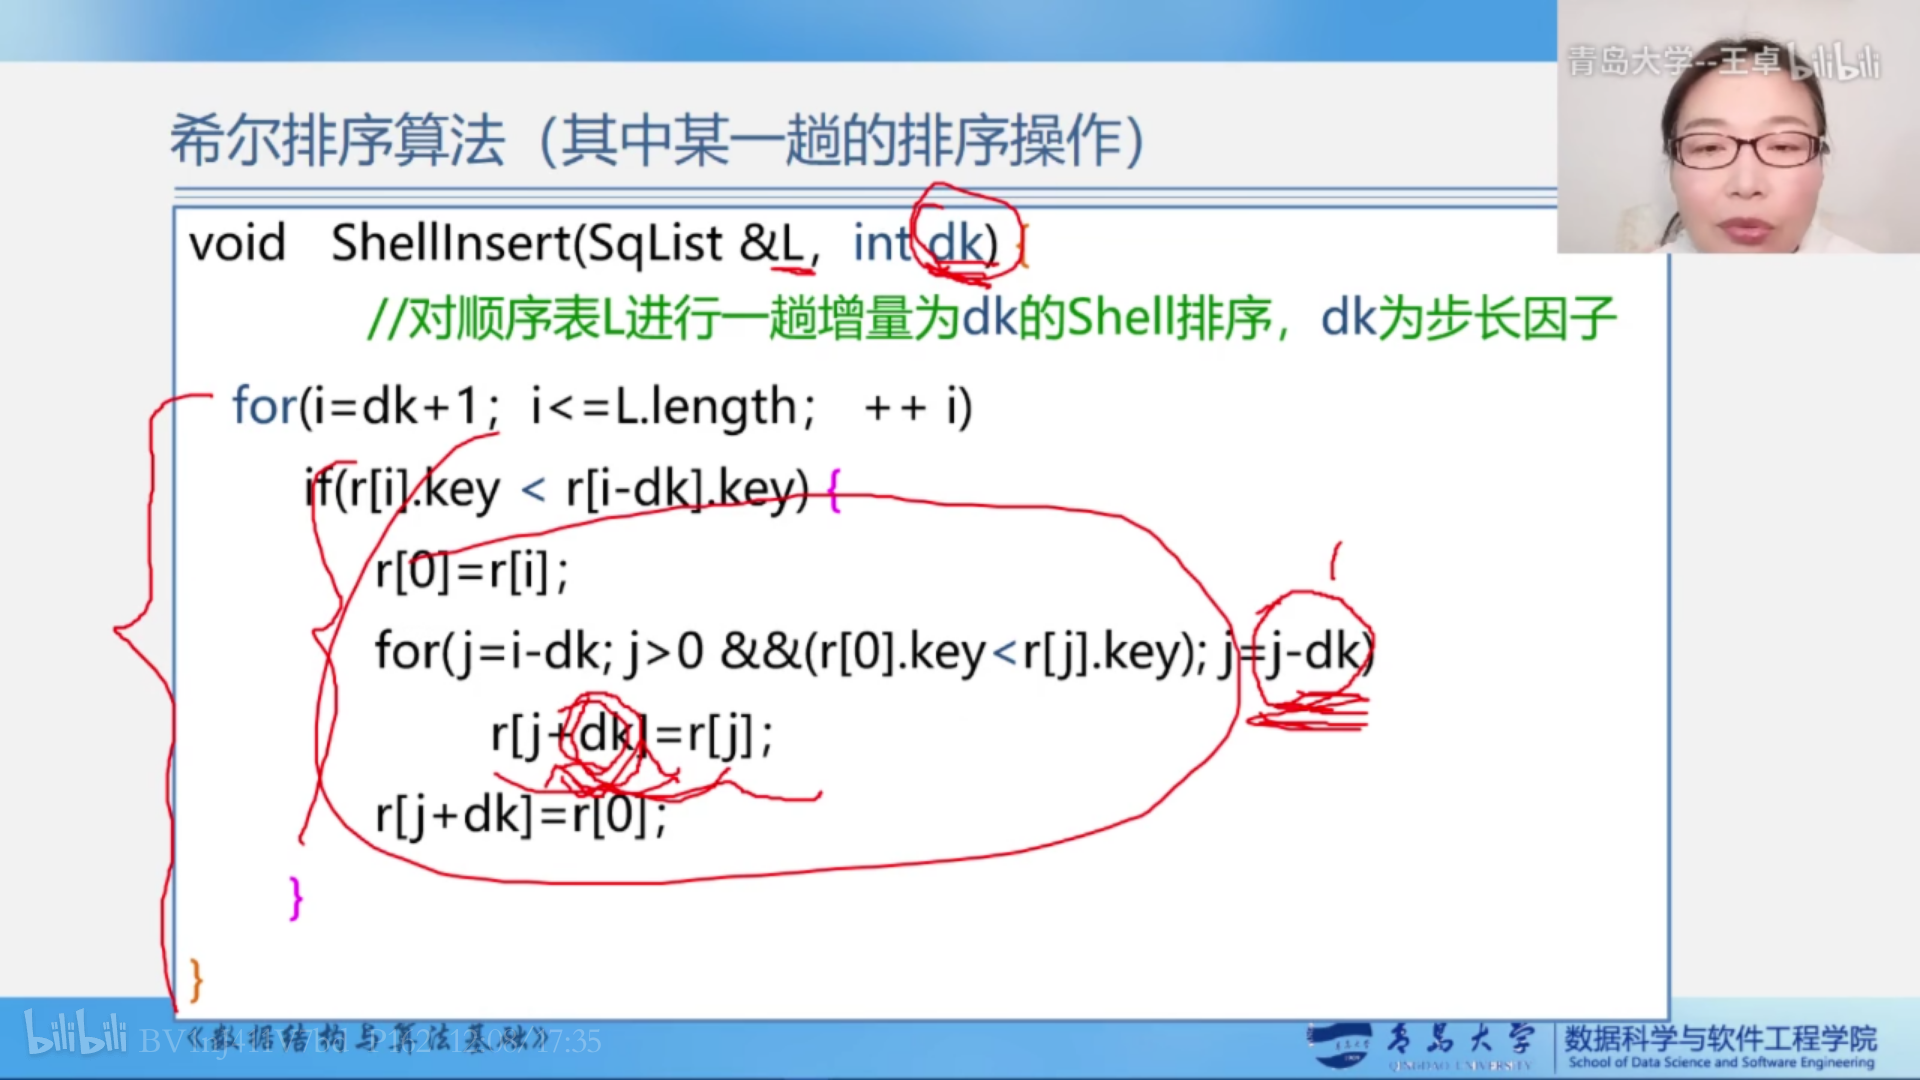 青岛大学--王卓 bilibili
希尔排序算法（其中某一趟的排序操作）
void ShellInsert(SqList &L, int dk) {
//对顺序表L进行一趟增量为dk的Shell排序，dk为步长因子
for(i=dk+1; i<=L.length; ++ i)
if(r[i].key < r[i-dk].key) {
r[0]=r[i];
for(j=i-dk; j>0 &&(r[0].key<r[j].key); j=j-dk)
r[j+dk]=r[j];
r[j+dk]=r[0];
}
}
bilibili
《数据结构与算法基础》
青岛大学
QINGDAO UNIVERSITY
数据科学与软件工程学院
School of Data Science and Software Engineering